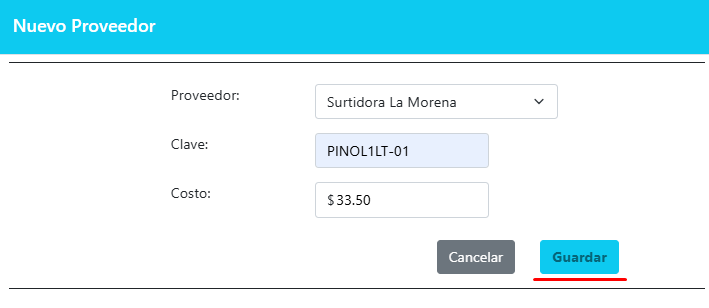 Nuevo Proveedor
Proveedor: Surtidora La Morena
Clave: PINOL1LT-01
Costo: $33.50
Cancelar Guardar